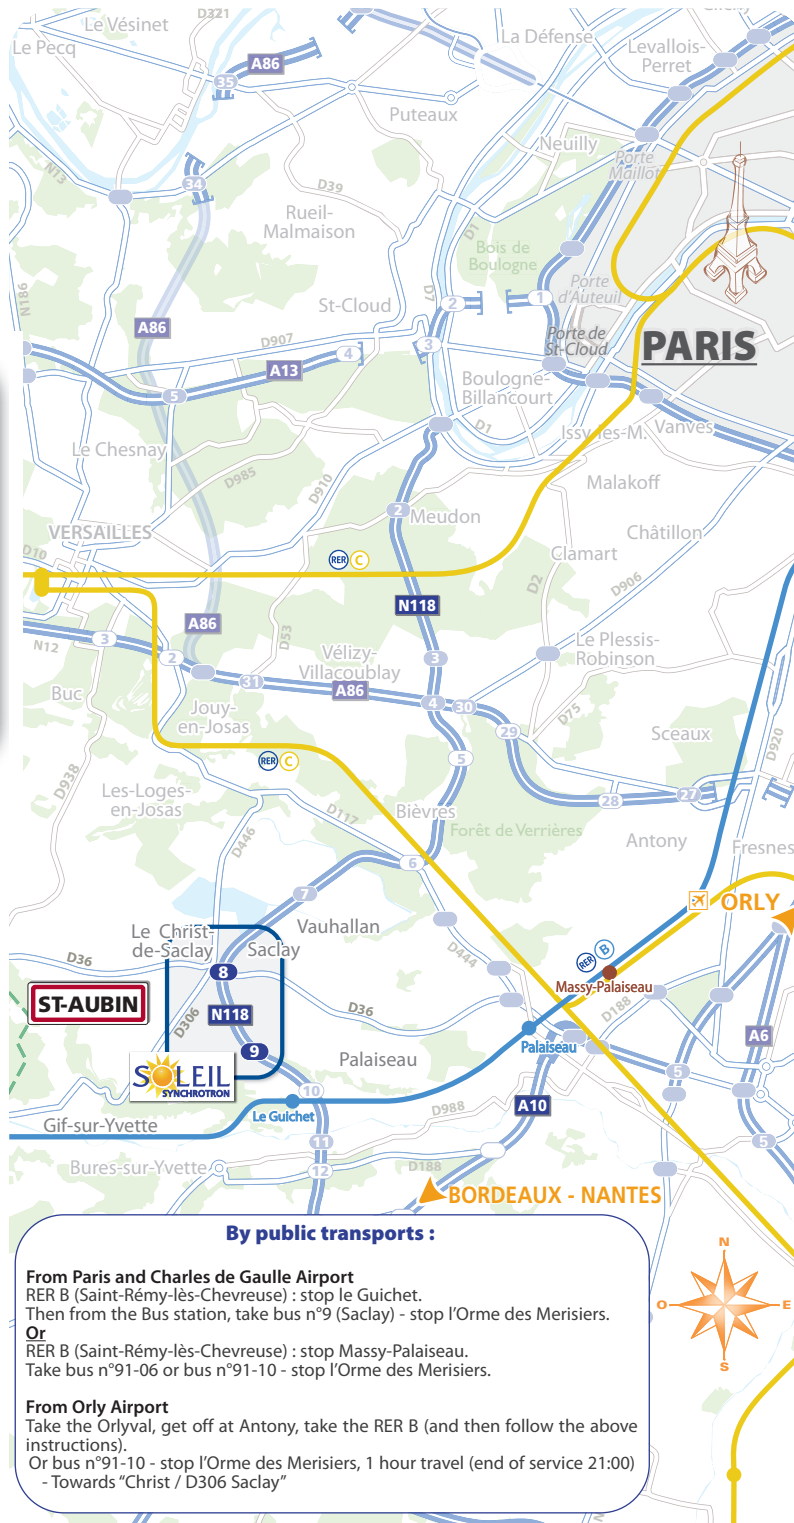 D321
Le Vésinet
Clichy
La Défense
Le Pecq
Levallois-
Perret
A86
35
Puteaux
Neuilly
Porte
Maillot
N13
34
D39
Rueil-
Malmaison
D1
Bois de
Boulogne
Porte
d'Auteuil
N186
St-Cloud
D7
2
1
A86
D907
3
4
Porte de
St-Cloud
PARIS
A13
5
Boulogne-
Billancourt
D1
Issy-les-M.
Vanves
Le Chesnay
D985
D910
Malakoff
2
Meudon
VERSAILLES
Châtillon
D10
RER C
Clamart
D2
D906
N118
A86
D53
N12
3
2
Vélizy-
Villacoublay
3
Le Plessis-
Robinson
31
A86
4
30
Buc
Jouy-
en-Josas
D75
29
Sceaux
D920
RER C
5
D938
Les-Loges-
en-Josas
28
27
D117
Bièvres
Forêt de Verrières
D446
Antony
Fresnes
6
7
ORLY
Le Christ-
de-Saclay
Vauhallan
Saclay
D36
8
D444
RER B
Massy-Palaiseau
ST-AUBIN
D306
N118
D36
D188
9
Palaiseau
Palaiseau
A6
SOLEIL
SYNCHROTRON
10
5
Le Guichet
D988
A10
Gif-sur-Yvette
11
5
Bures-sur-Yvette
12
D188
BORDEAUX - NANTES
By public transports :
From Paris and Charles de Gaulle Airport
RER B (Saint-Rémy-lès-Chevreuse) : stop le Guichet.
Then from the Bus station, take bus n°9 (Saclay) - stop l'Orme des Merisiers.
Or
RER B (Saint-Rémy-lès-Chevreuse) : stop Massy-Palaiseau.
Take bus n°91-06 or bus n°91-10 - stop l'Orme des Merisiers.
From Orly Airport
Take the Orlyval, get off at Antony, take the RER B (and then follow the above
instructions).
Or bus n°91-10 - stop l'Orme des Merisiers, 1 hour travel (end of service 21:00)
- Towards "Christ / D306 Saclay"
N
O
E
S